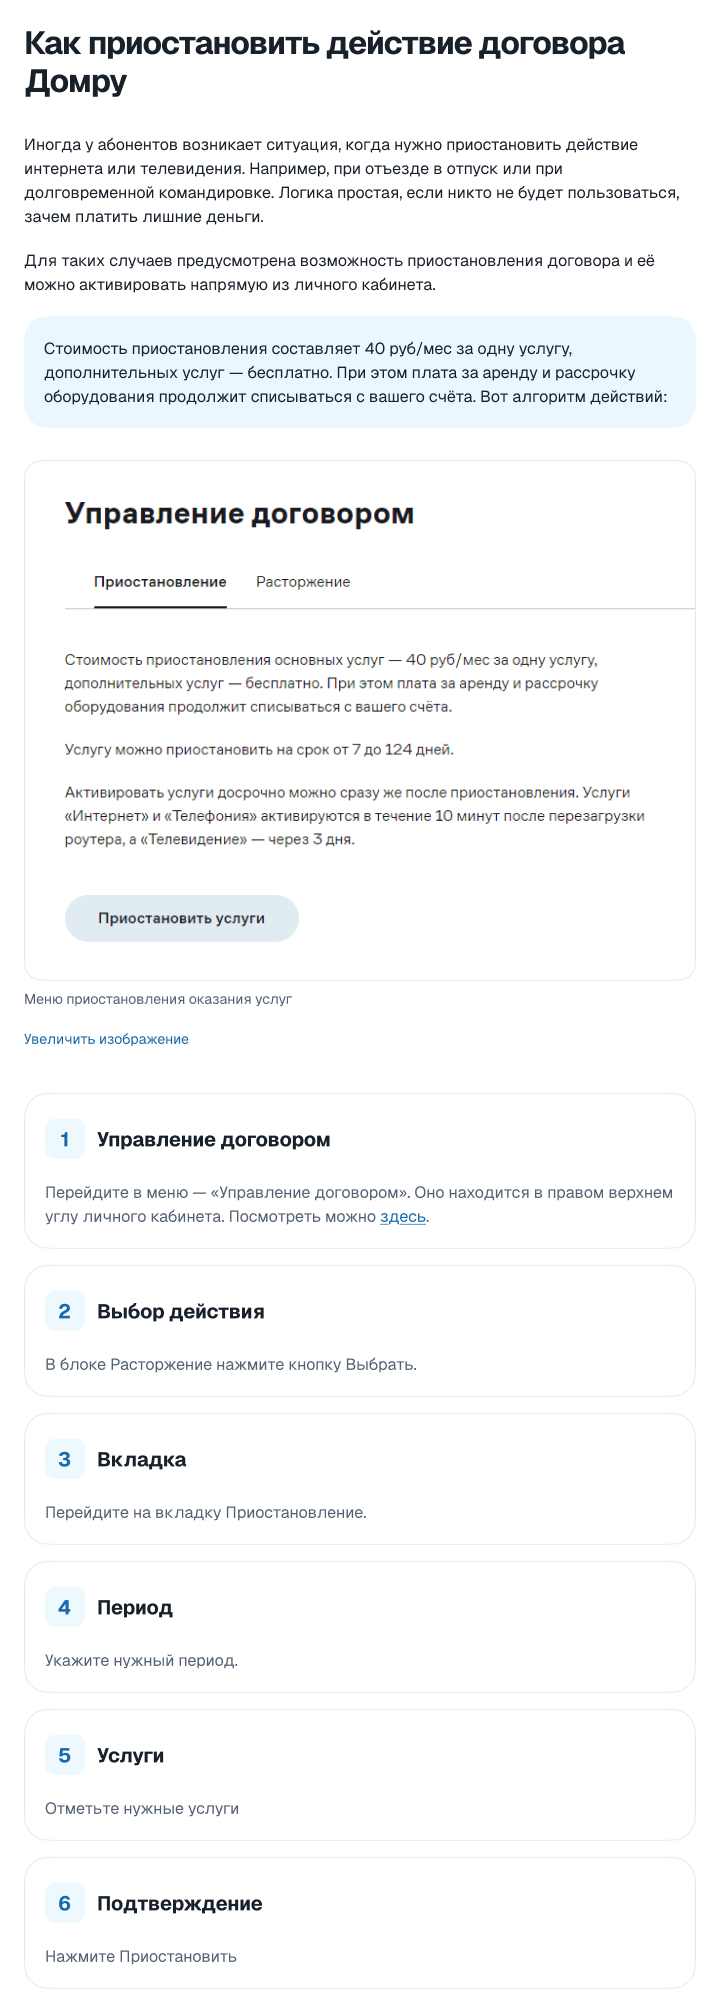 Как приостановить действие договора
Домру
Иногда у абонентов возникает ситуация, когда нужно приостановить действие
интернета или телевидения. Например, при отъезде в отпуск или при
долговременной командировке. Логика простая, если никто не будет пользоваться,
зачем платить лишние деньги.
Для таких случаев предусмотрена возможность приостановления договора и её
можно активировать напрямую из личного кабинета.
Стоимость приостановления составляет 40 руб/мес за одну услугу,
дополнительных услуг — бесплатно. При этом плата за аренду и рассрочку
оборудования продолжит списываться с вашего счёта. Вот алгоритм действий:
Управление договором
Приостановление Расторжение
Стоимость приостановления основных услуг — 40 руб/мес за одну услугу,
дополнительных услуг — бесплатно. При этом плата за аренду и рассрочку
оборудования продолжит списываться с вашего счёта.
Услугу можно приостановить на срок от 7 до 124 дней.
Активировать услуги досрочно можно сразу же после приостановления. Услуги
«Интернет» и «Телефония» активируются в течение 10 минут после перезагрузки
роутера, а «Телевидение» — через 3 дня.
Приостановить услуги
Меню приостановления оказания услуг
Увеличить изображение
1 Управление договором
Перейдите в меню — «Управление договором». Оно находится в правом верхнем
углу личного кабинета. Посмотреть можно здесь.
2 Выбор действия
В блоке Расторжение нажмите кнопку Выбрать.
3 Вкладка
Перейдите на вкладку Приостановление.
4 Период
Укажите нужный период.
5 Услуги
Отметьте нужные услуги
6 Подтверждение
Нажмите Приостановить